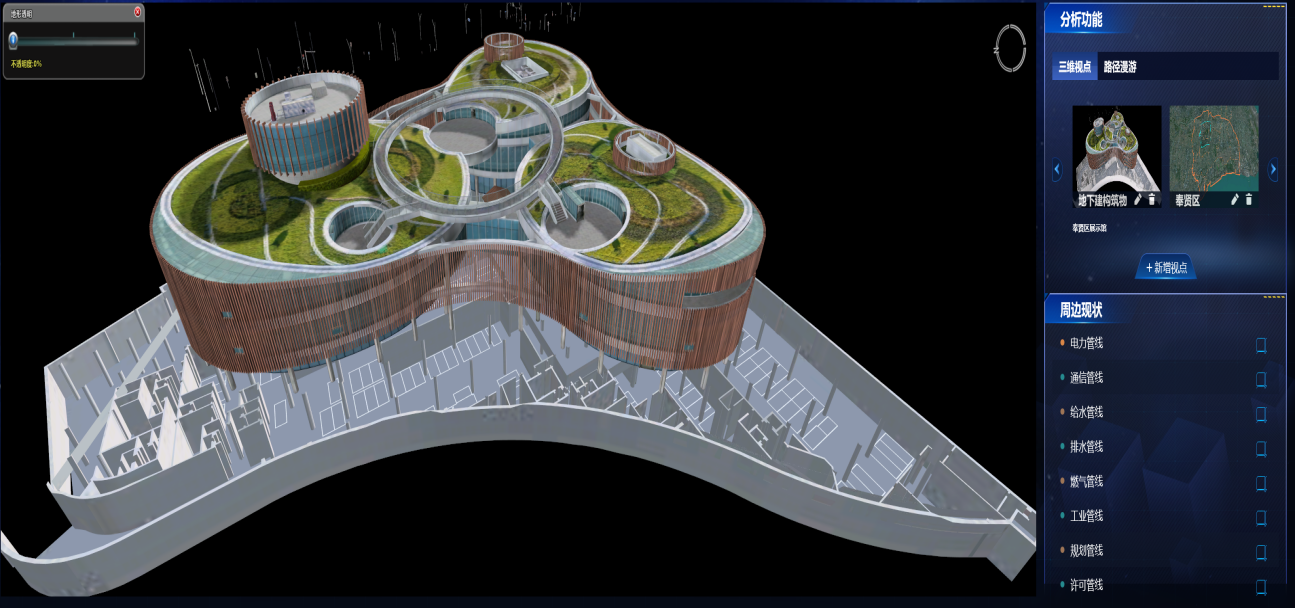 地形透明
不透明度:0%
分析功能
三维视点 路径漫游
地下建构筑物 奉贤区
奉贤区展示馆
+ 新增视点
周边现状
电力管线
通信管线
给水管线
排水管线
燃气管线
工业管线
规划管线
许可管线